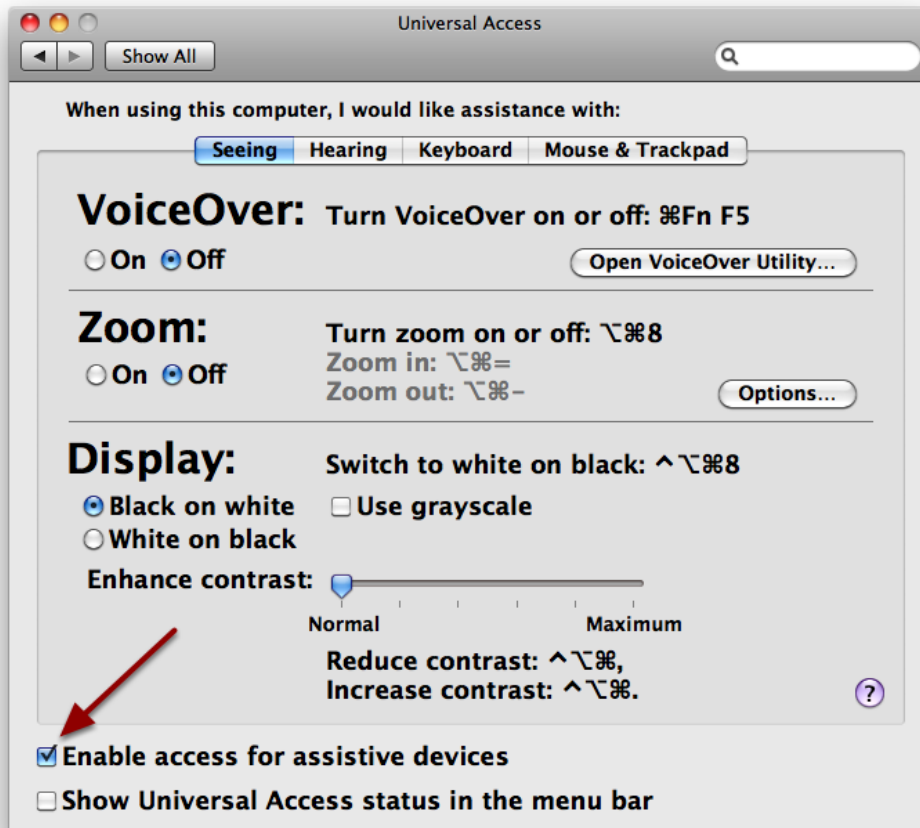 Universal Access
Show All
When using this computer, I would like assistance with:
Seeing Hearing Keyboard Mouse & Trackpad
VoiceOver: Turn VoiceOver on or off: ⌘Fn F5
On Off Open VoiceOver Utility...
Zoom: Turn zoom on or off: ⌥⌘8
On Off Zoom in: ⌥⌘=
Zoom out: ⌥⌘- Options...
Display: Switch to white on black: ^⌥⌘8
Black on white Use grayscale
White on black
Enhance contrast:
Normal Maximum
Reduce contrast: ^⌥⌘,
Increase contrast: ^⌥⌘.
?
Enable access for assistive devices
Show Universal Access status in the menu bar